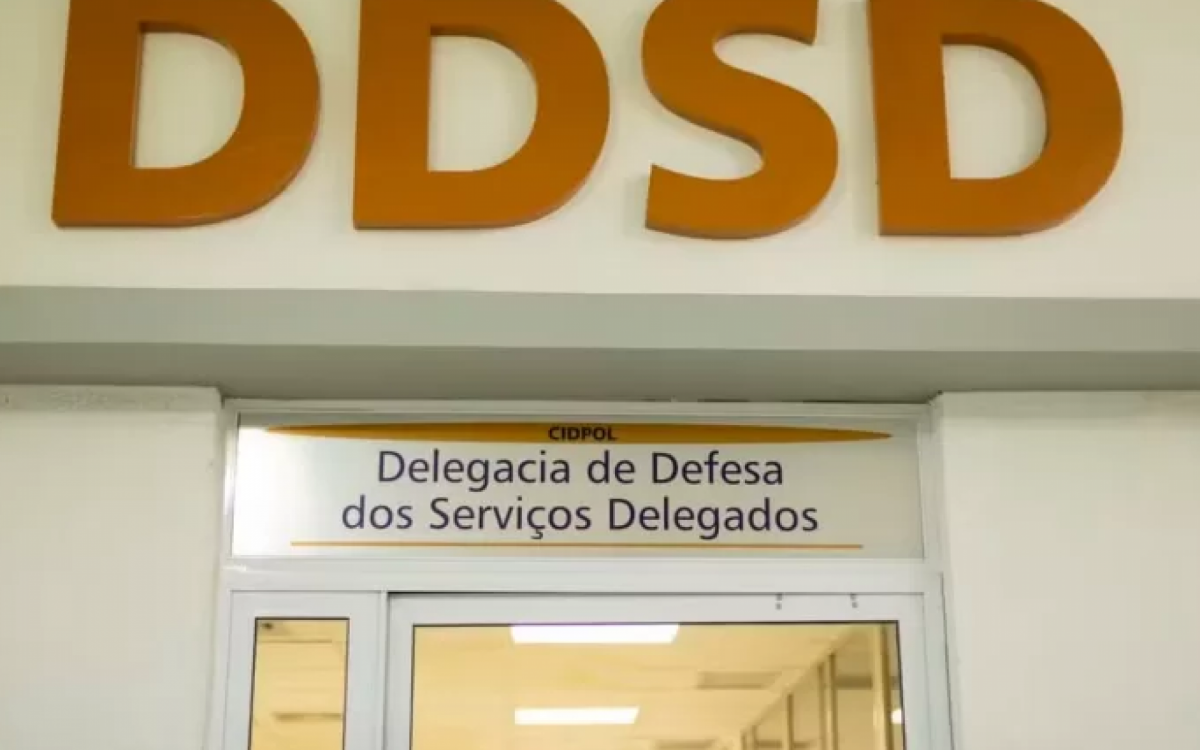 DDSD
CIDPOL
Delegacia de Defesa
dos Serviços Delegados